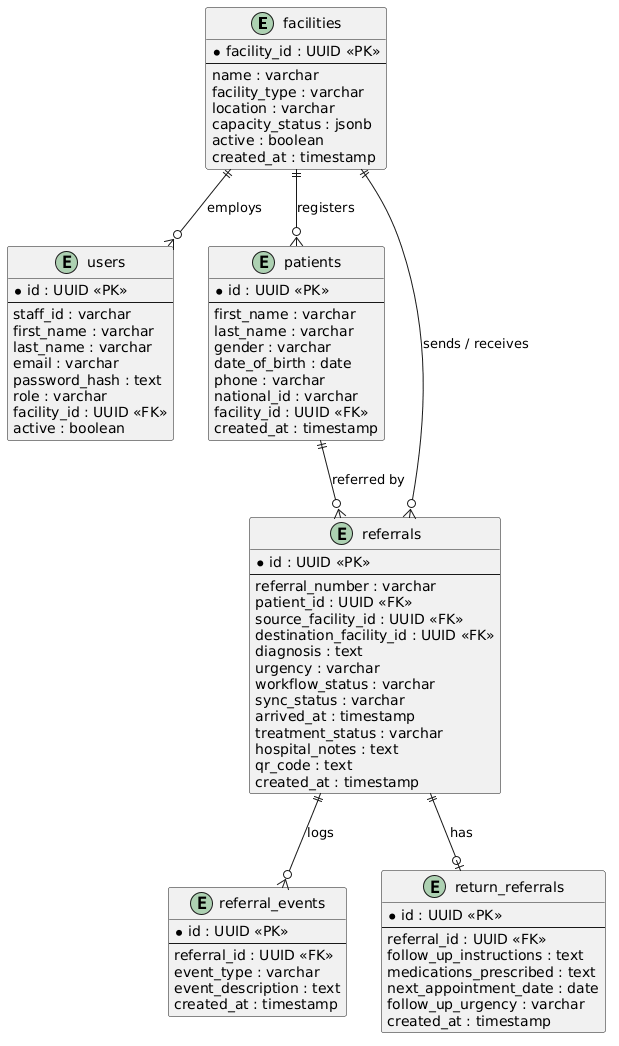 E facilities
* facility_id : UUID «PK»
name : varchar
facility_type : varchar
location : varchar
capacity_status : jsonb
active : boolean
created_at : timestamp
employs
registers
E users
* id : UUID «PK»
staff_id : varchar
first_name : varchar
last_name : varchar
email : varchar
password_hash : text
role : varchar
facility_id : UUID «FK»
active : boolean
E patients
* id : UUID «PK»
first_name : varchar
last_name : varchar
gender : varchar
date_of_birth : date
phone : varchar
national_id : varchar
facility_id : UUID «FK»
created_at : timestamp
sends / receives
referred by
E referrals
* id : UUID «PK»
referral_number : varchar
patient_id : UUID «FK»
source_facility_id : UUID «FK»
destination_facility_id : UUID «FK»
diagnosis : text
urgency : varchar
workflow_status : varchar
sync_status : varchar
arrived_at : timestamp
treatment_status : varchar
hospital_notes : text
qr_code : text
created_at : timestamp
logs
has
E referral_events
* id : UUID «PK»
referral_id : UUID «FK»
event_type : varchar
event_description : text
created_at : timestamp
E return_referrals
* id : UUID «PK»
referral_id : UUID «FK»
follow_up_instructions : text
medications_prescribed : text
next_appointment_date : date
follow_up_urgency : varchar
created_at : timestamp